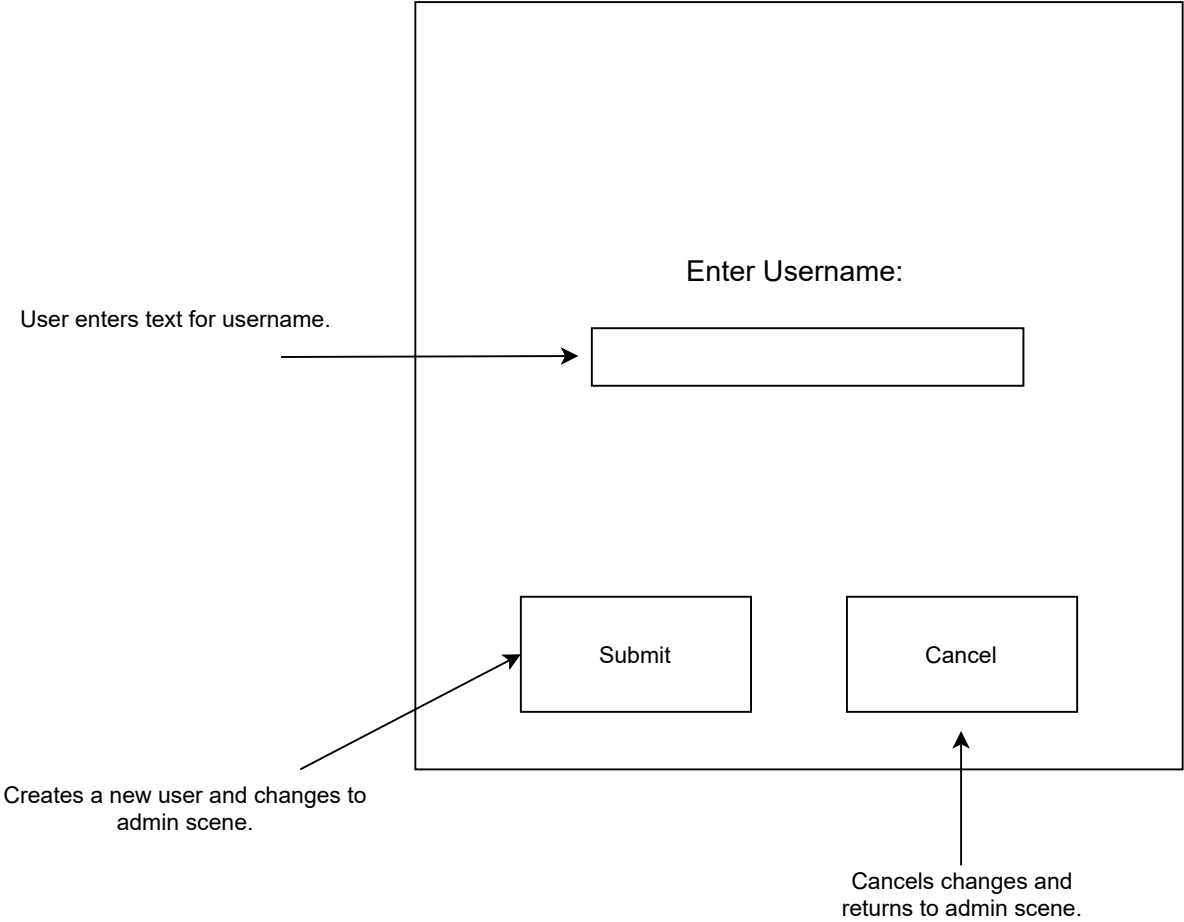 Enter Username:
User enters text for username.
Submit
Cancel
Creates a new user and changes to
admin scene.
Cancels changes and
returns to admin scene.